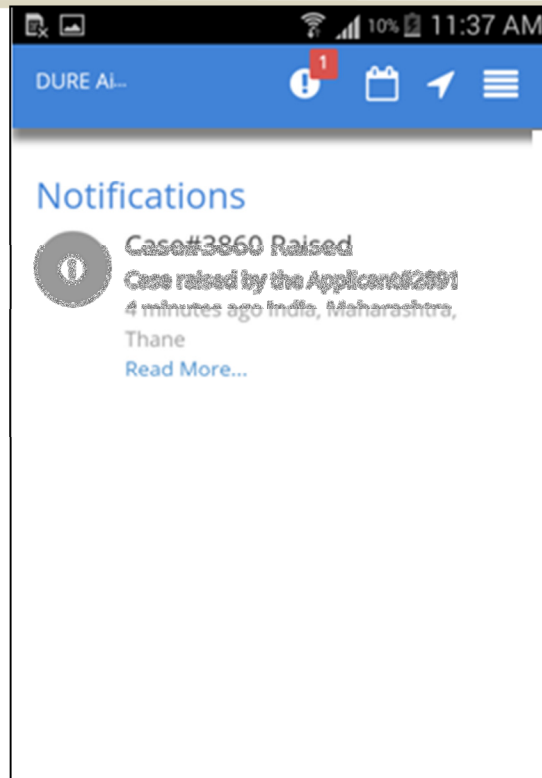 10% 11:37 AM
DURE Ai...
1
Notifications
Case#3860 Raised
Case raised by the Applicant#2891
4 minutes ago India, Maharashtra,
Thane
Read More...